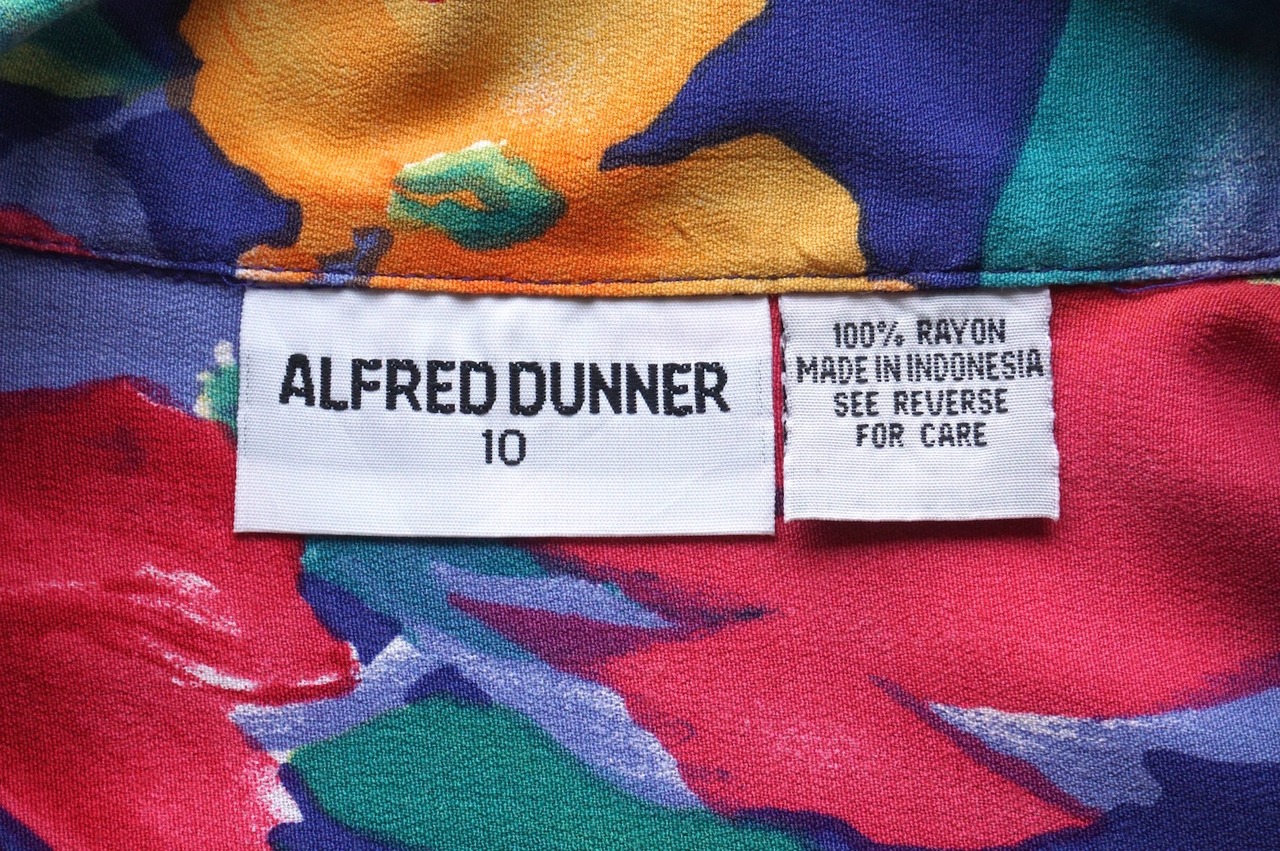 ALFRED DUNNER
10
100% RAYON
MADE IN INDONESIA
SEE REVERSE
FOR CARE